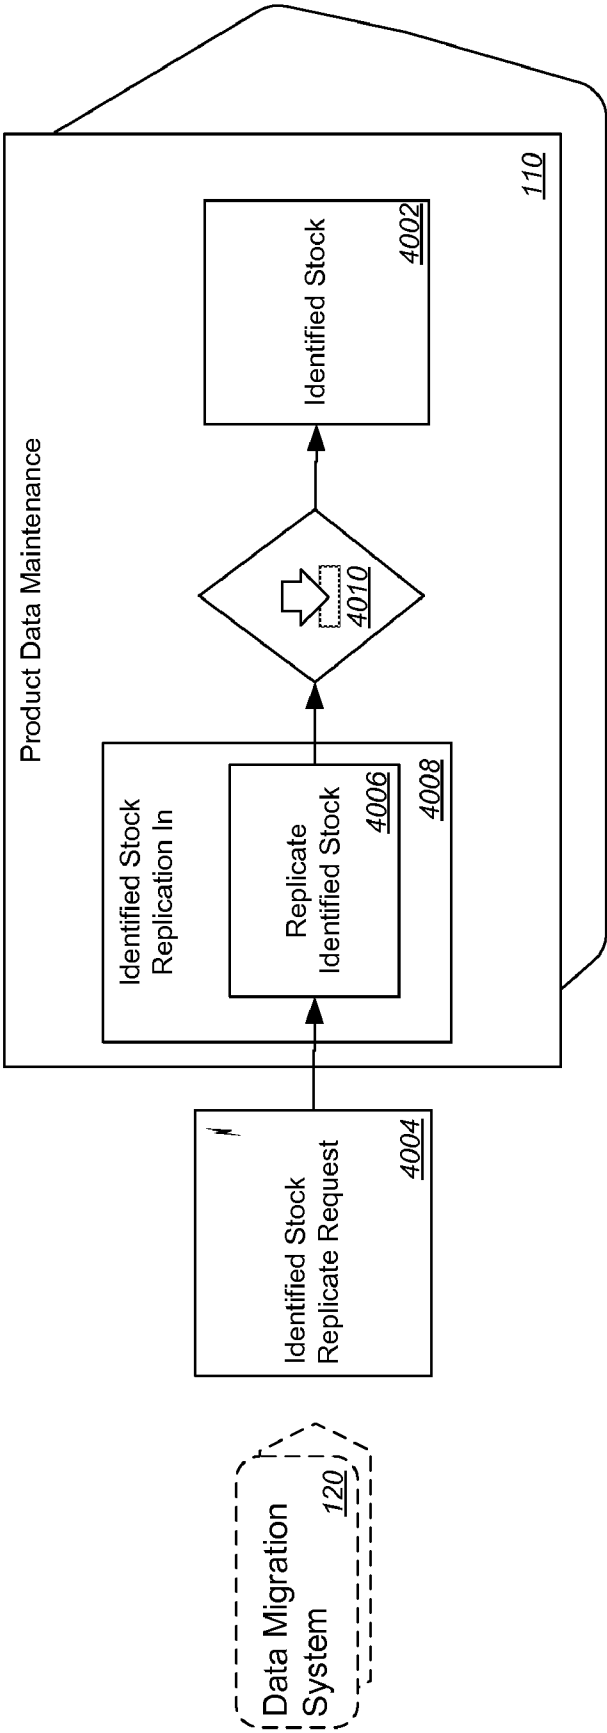 Product Data Maintenance
110
Data Migration
System
120
Identified Stock
Replicate Request
4004
Identified Stock
Replication In
Replicate
Identified Stock
4006
4008
4010
Identified Stock
4002